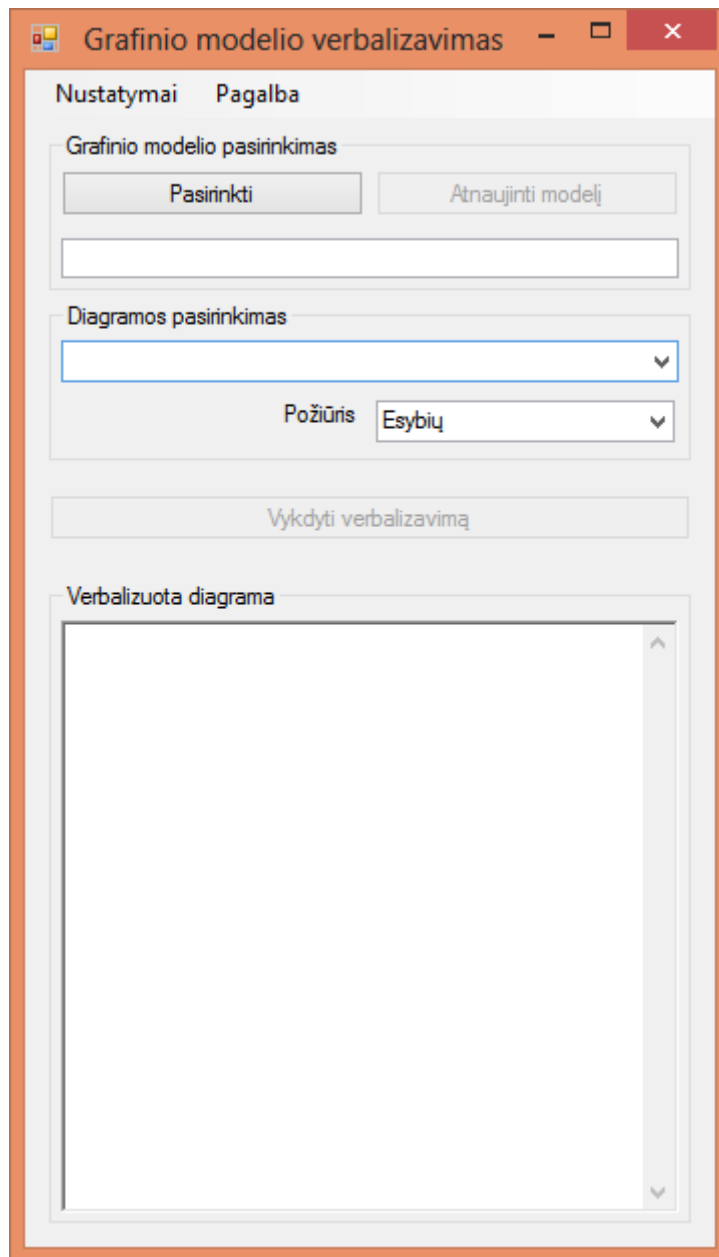 Grafinio modelio verbalizavimas
Nustatymai Pagalba
Grafinio modelio pasirinkimas
Pasirinkti Atnaujinti modelį
Diagramos pasirinkimas
Požiūris Esybių
Vykdyti verbalizavimą
Verbalizuota diagrama